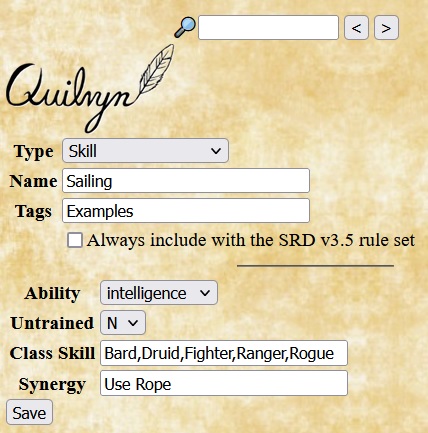 < >
Quilvyn
Type Skill
Name Sailing
Tags Examples
Always include with the SRD v3.5 rule set
Ability intelligence
Untrained N
Class Skill Bard,Druid,Fighter,Ranger,Rogue
Synergy Use Rope
Save